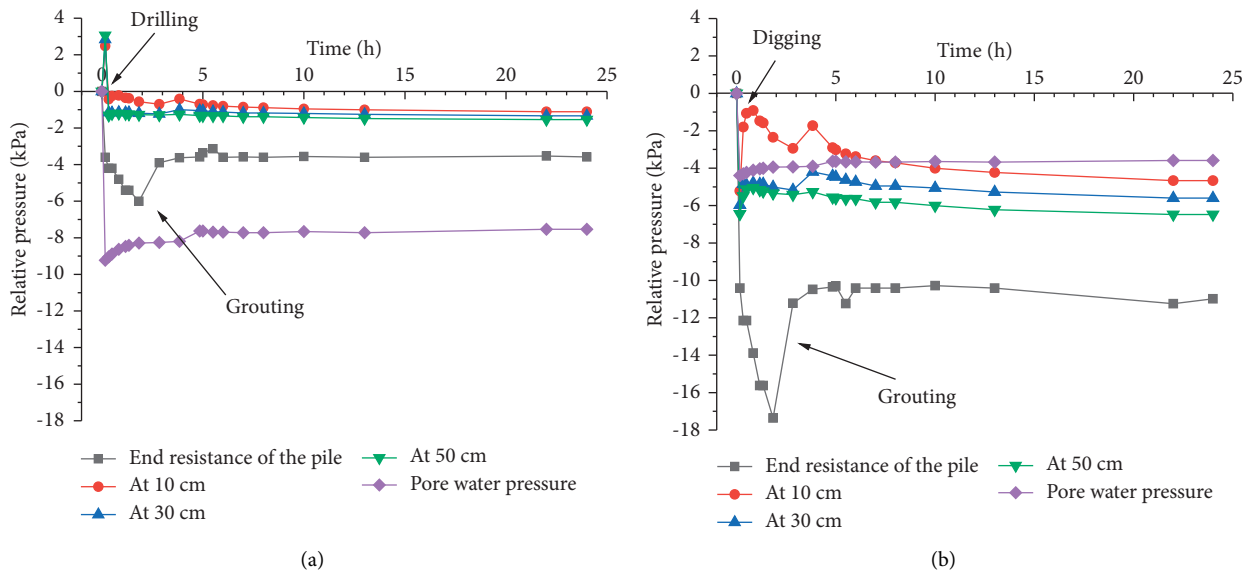 4
2
0
-2
-4
-6
-8
-10
-12
-14
-16
-18
Relative pressure (kPa)
Drilling
Time (h)
0 5 10 15 20 25
Grouting
End resistance of the pile
At 10 cm
At 30 cm
At 50 cm
Pore water pressure
(a)
4
2
0
-2
-4
-6
-8
-10
-12
-14
-16
-18
Relative pressure (kPa)
Digging
Time (h)
0 5 10 15 20 25
Grouting
End resistance of the pile
At 10 cm
At 30 cm
At 50 cm
Pore water pressure
(b)